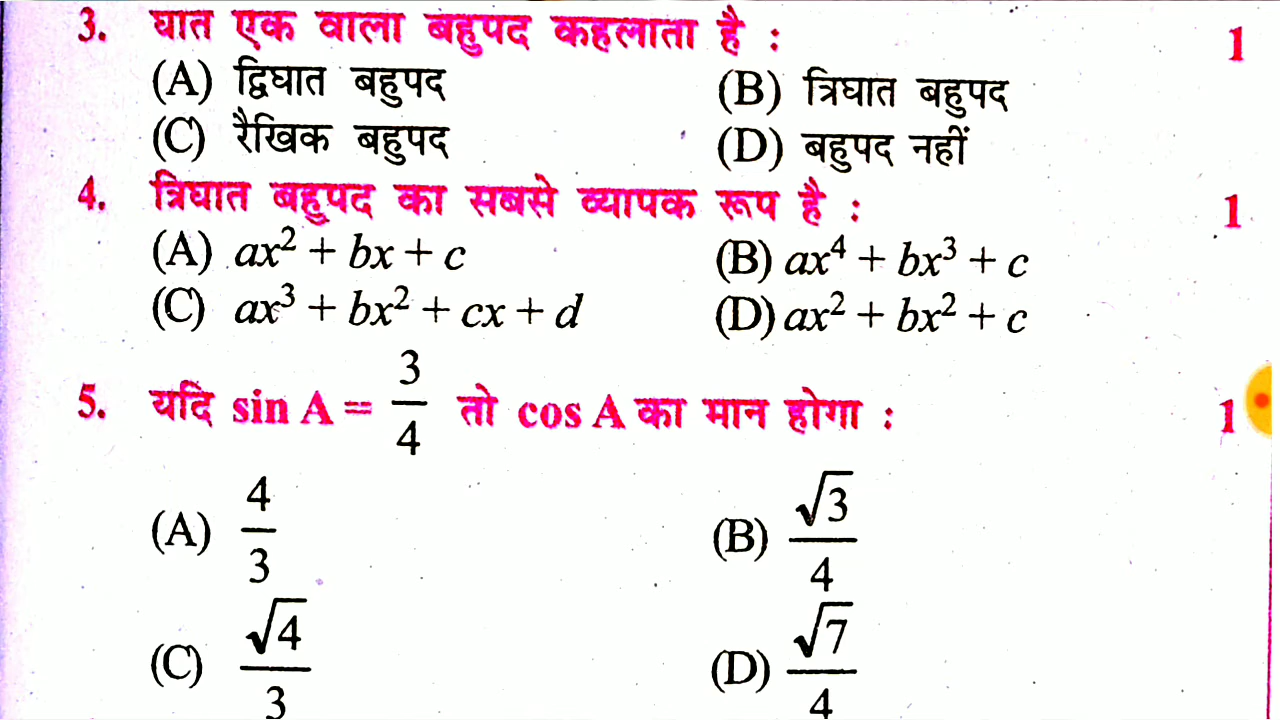 3. घात एक वाला बहुपद कहलाता है : 1
(A) द्विघात बहुपद (B) त्रिघात बहुपद
(C) रैखिक बहुपद (D) बहुपद नहीं
4. त्रिघात बहुपद का सबसे व्यापक रूप है : 1
(A) ax² + bx + c (B) ax⁴ + bx³ + c
(C) ax³ + bx² + cx + d (D) ax² + bx² + c
5. यदि sin A = 3/4 तो cos A का मान होगा : 1
(A) 4/3 (B) √3/4
(C) √4/3 (D) √7/4